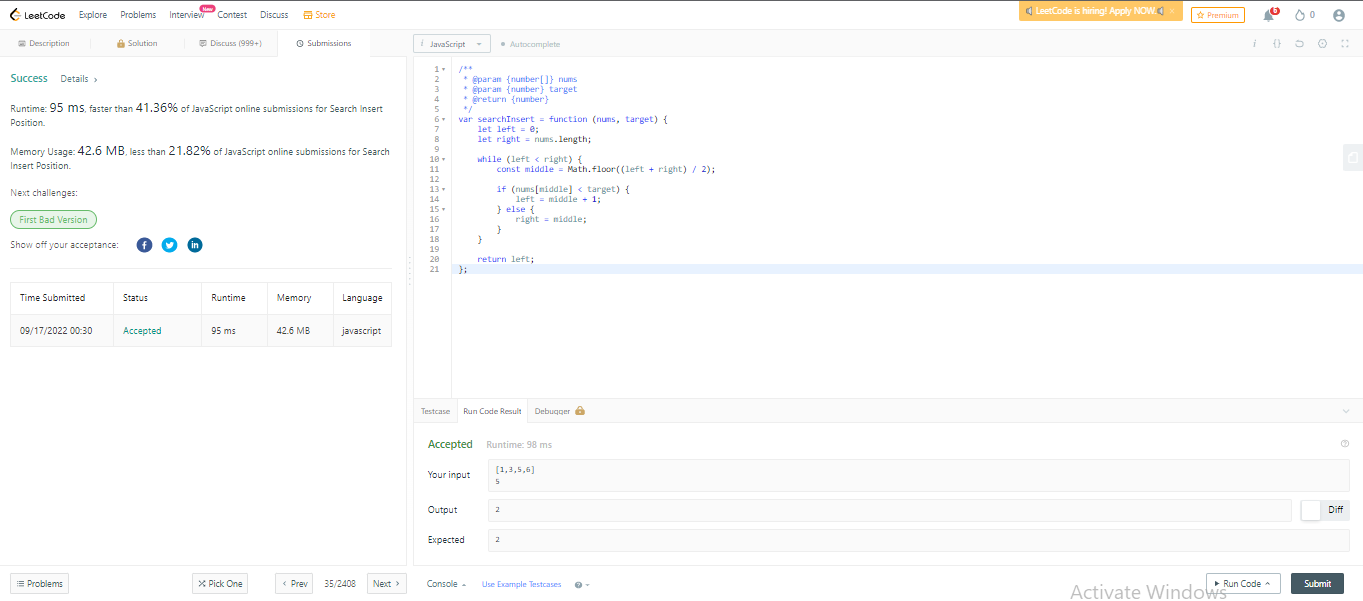 LeetCode Explore Problems Interview New Contest Discuss Store
LeetCode is hiring! Apply NOW.
Premium 6 0
Description Solution Discuss (999+) Submissions
i JavaScript Autocomplete i {}
Success Details ›
Runtime: 95 ms, faster than 41.36% of JavaScript online submissions for Search Insert
Position.
Memory Usage: 42.6 MB, less than 21.82% of JavaScript online submissions for Search
Insert Position.
Next challenges:
First Bad Version
Show off your acceptance:
Time Submitted Status Runtime Memory Language
09/17/2022 00:30 Accepted 95 ms 42.6 MB javascript
1 /**
2 * @param {number[]} nums
3 * @param {number} target
4 * @return {number}
5 */
6 var searchInsert = function (nums, target) {
7 let left = 0;
8 let right = nums.length;
9
10 while (left < right) {
11 const middle = Math.floor((left + right) / 2);
12
13 if (nums[middle] < target) {
14 left = middle + 1;
15 } else {
16 right = middle;
17 }
18 }
19
20 return left;
21 };
Testcase Run Code Result Debugger
Accepted Runtime: 98 ms
Your input
[1,3,5,6]
5
Output 2 Diff
Expected 2
Problems Pick One ‹ Prev 35/2408 Next ›
Console Use Example Testcases Run Code Submit
Activate Windows